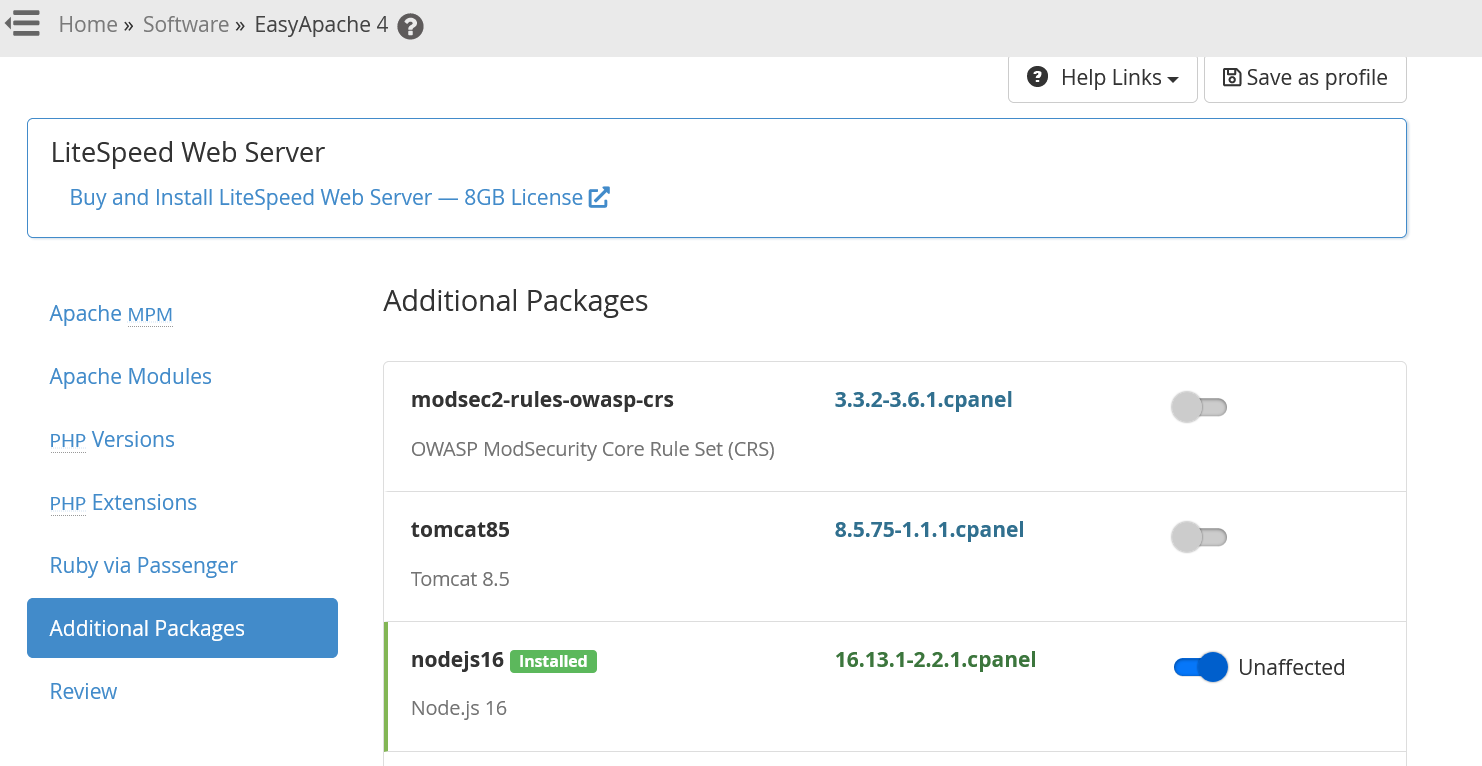 Home » Software » EasyApache 4 ?
? Help Links Save as profile
LiteSpeed Web Server
Buy and Install LiteSpeed Web Server — 8GB License
Apache MPM
Apache Modules
PHP Versions
PHP Extensions
Ruby via Passenger
Additional Packages
Review
Additional Packages
modsec2-rules-owasp-crs 3.3.2-3.6.1.cpanel
OWASP ModSecurity Core Rule Set (CRS)
tomcat85 8.5.75-1.1.1.cpanel
Tomcat 8.5
nodejs16 Installed 16.13.1-2.2.1.cpanel Unaffected
Node.js 16